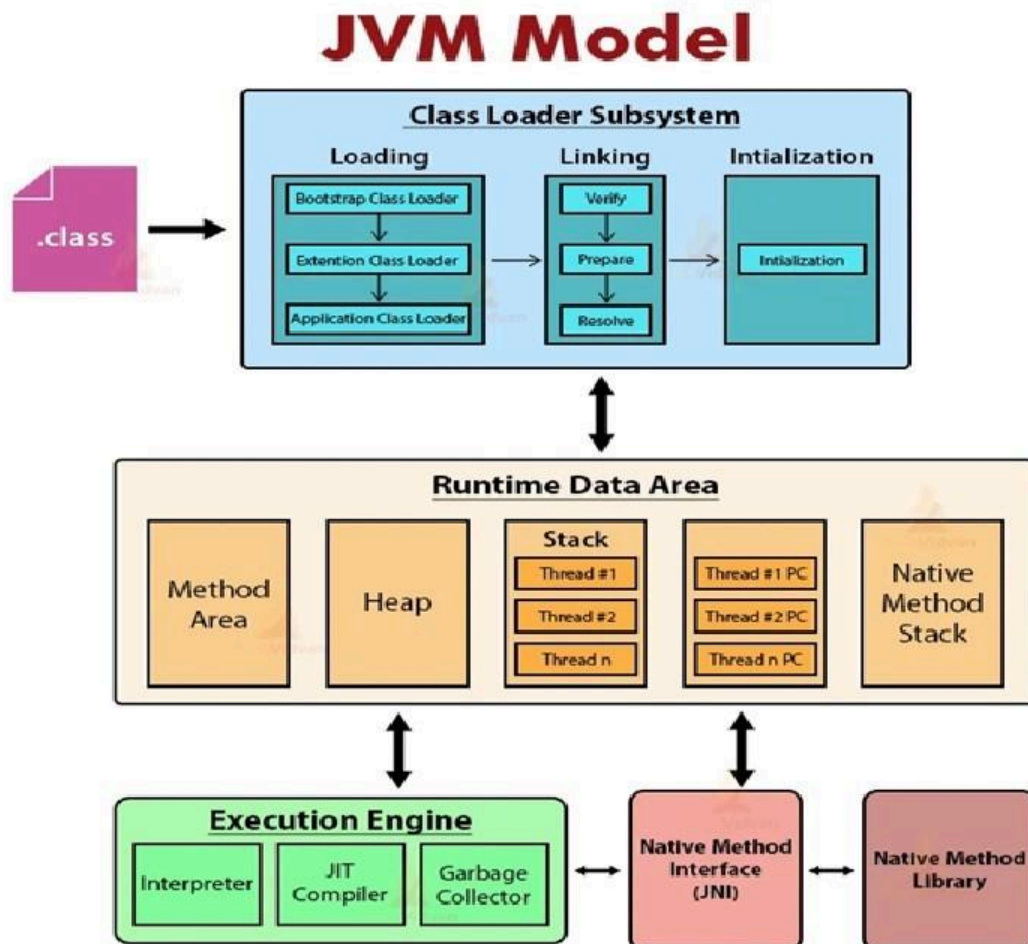 JVM Model
Class Loader Subsystem
Loading
Linking
Intialization
.class
Bootstrap Class Loader
Extention Class Loader
Application Class Loader
Verify
Prepare
Resolve
Intialization
Runtime Data Area
Method
Area
Heap
Stack
Thread #1
Thread #2
Thread n
Thread #1 PC
Thread #2 PC
Thread n PC
Native
Method
Stack
Execution Engine
Interpreter
JIT
Compiler
Garbage
Collector
Native Method
Interface
(JNI)
Native Method
Library